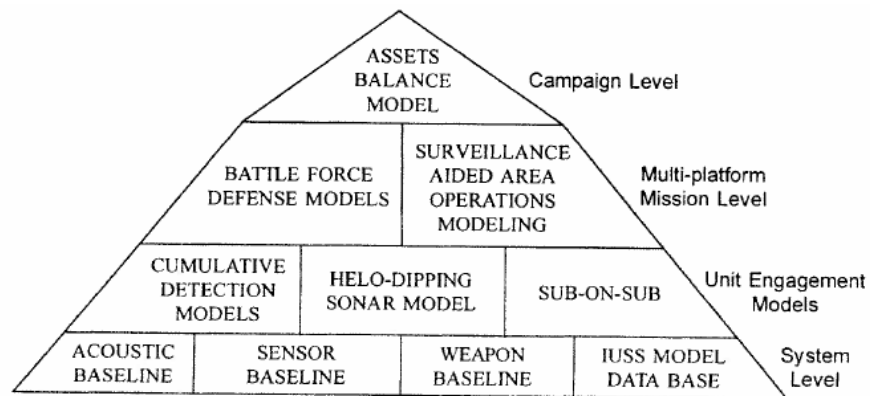 ASSETS
BALANCE
MODEL
Campaign Level
BATTLE FORCE
DEFENSE MODELS
SURVEILLANCE
AIDED AREA
OPERATIONS
MODELING
Multi-platform
Mission Level
CUMULATIVE
DETECTION
MODELS
HELO-DIPPING
SONAR MODEL
SUB-ON-SUB
Unit Engagement
Models
ACOUSTIC
BASELINE
SENSOR
BASELINE
WEAPON
BASELINE
IUSS MODEL
DATA BASE
System
Level